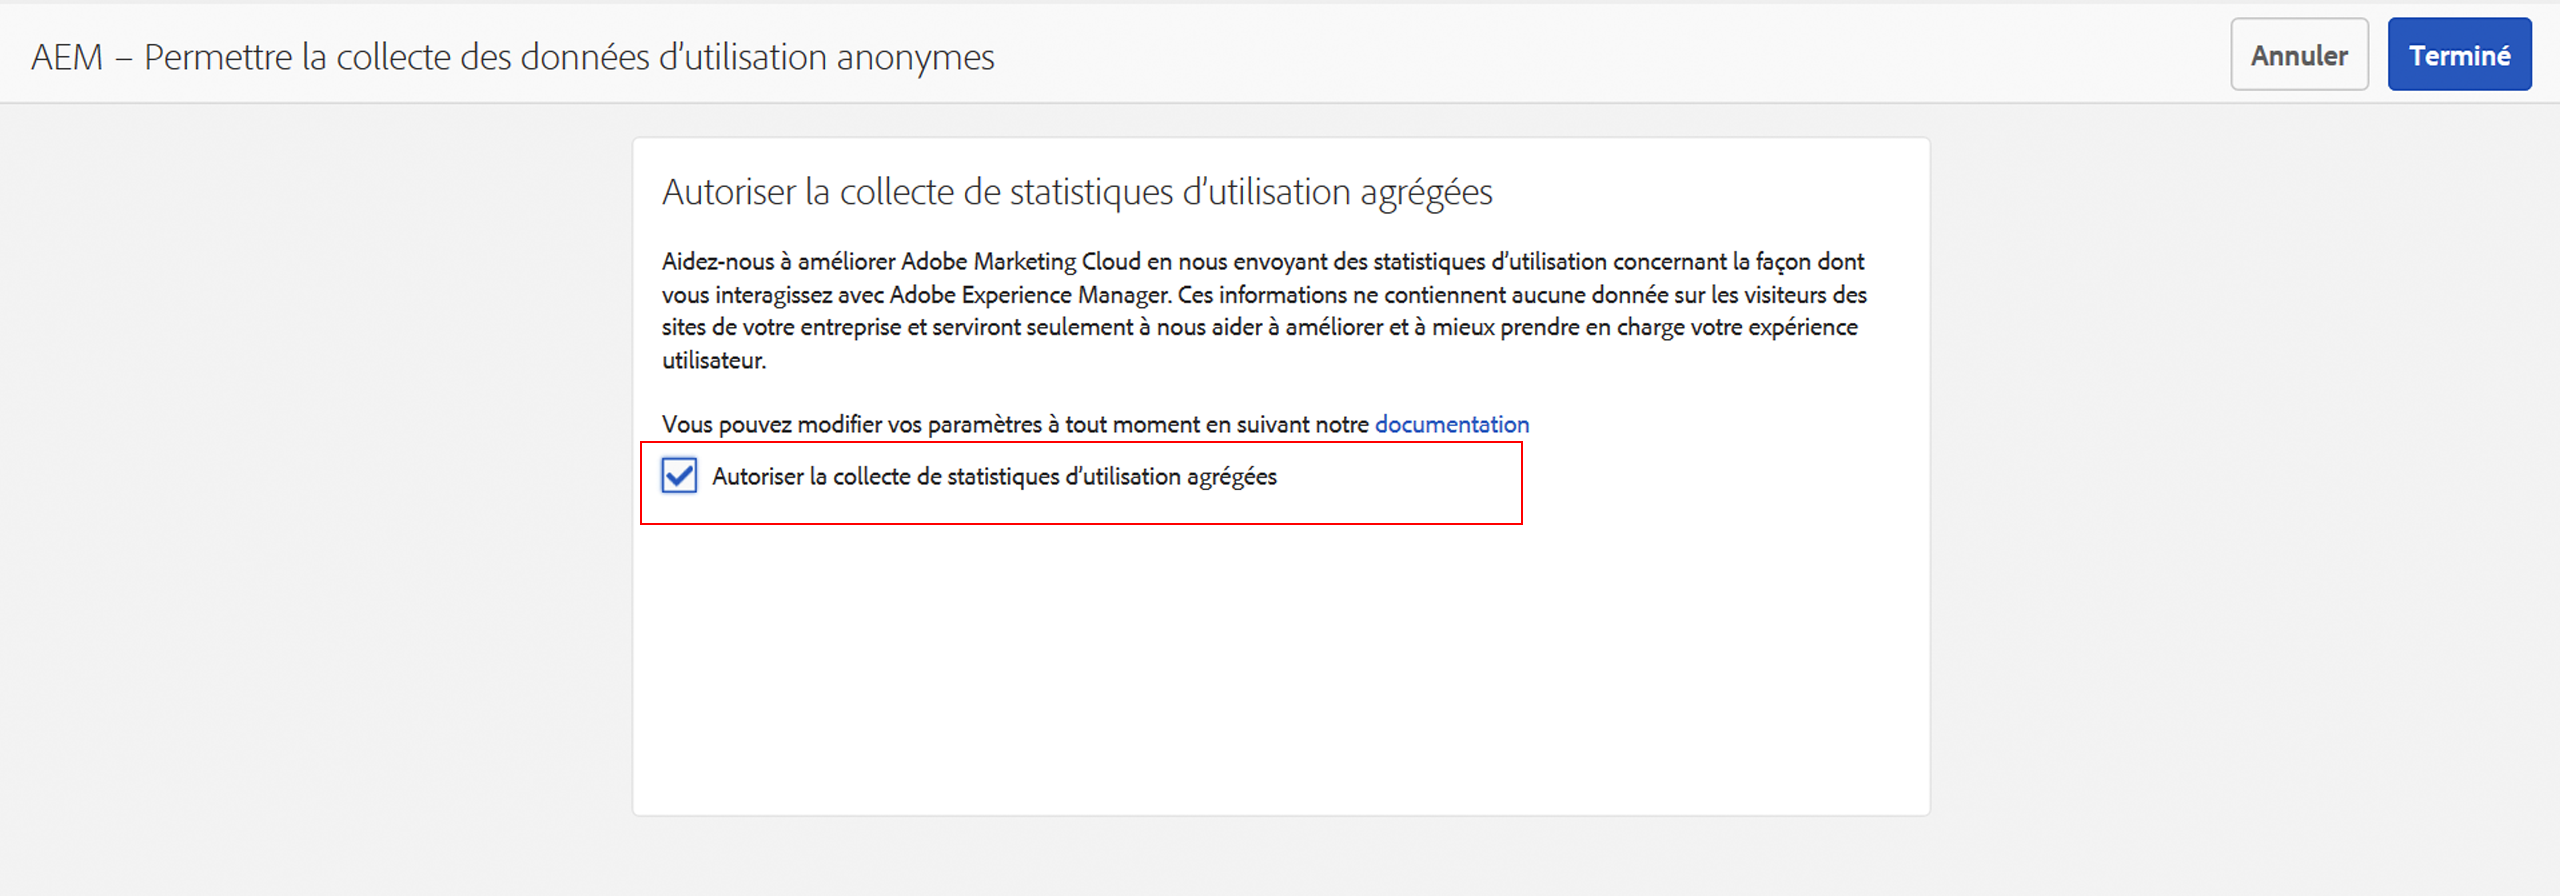 AEM – Permettre la collecte des données d’utilisation anonymes
Annuler
Terminé
Autoriser la collecte de statistiques d’utilisation agrégées
Aidez-nous à améliorer Adobe Marketing Cloud en nous envoyant des statistiques d’utilisation concernant la façon dont
vous interagissez avec Adobe Experience Manager. Ces informations ne contiennent aucune donnée sur les visiteurs des
sites de votre entreprise et serviront seulement à nous aider à améliorer et à mieux prendre en charge votre expérience
utilisateur.
Vous pouvez modifier vos paramètres à tout moment en suivant notre documentation
Autoriser la collecte de statistiques d’utilisation agrégées